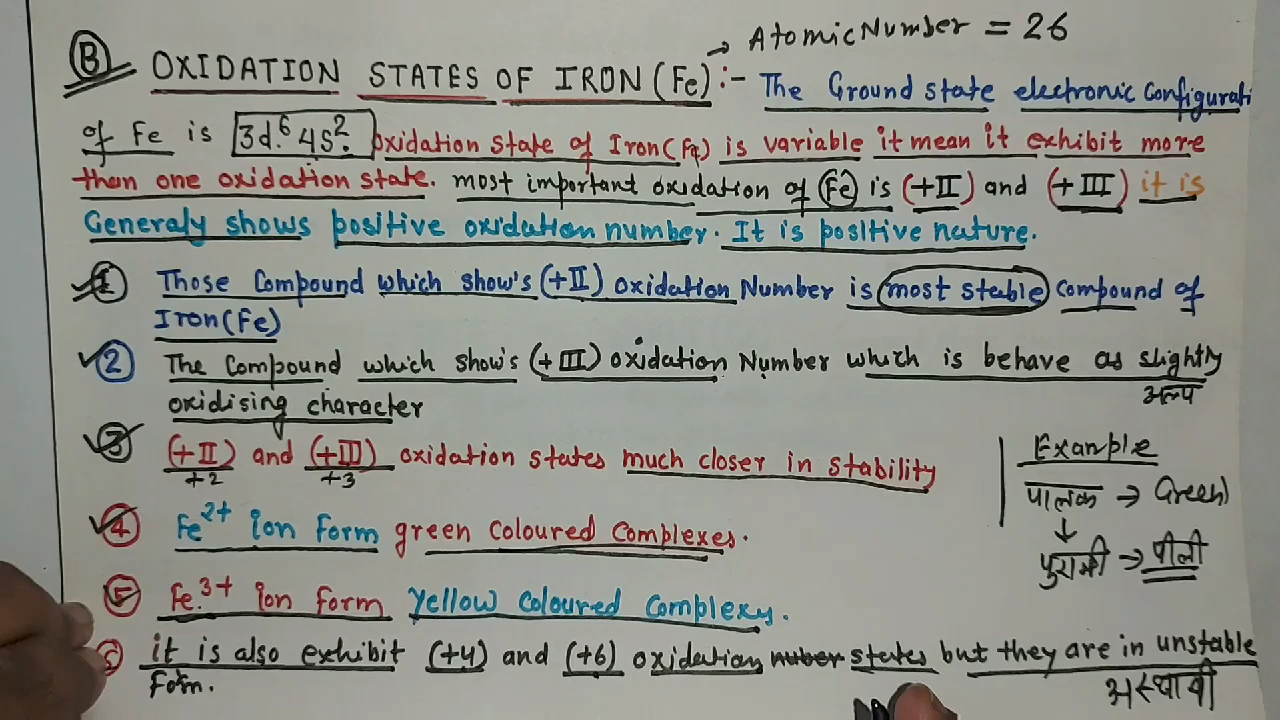 → Atomic Number = 26
(B) OXIDATION STATES OF IRON (Fe) :- The Ground state electronic Configurati
of Fe is 3d⁶ 4s². oxidation state of Iron(Fe) is variable it mean it exhibit more
then one oxidation state. most important oxidation of Fe is (+II) and (+III) it is
Generaly shows positive oxidation number. It is positive nature.
1 Those Compound which show's (+II) oxidation Number is most stable compound of
Iron(Fe)
2 The Compound which show's (+III) oxidation Number which is behave as slightly
अल्प
oxidising character
3 (+II) and (+III) oxidation states much closer in stability
+2 +3
Example
पालक → Green
↓
पुरानी → पीली
4 Fe²⁺ ion form green coloured complexes.
5 Fe.³⁺ ion form yellow coloured complexs.
it is also exhibit (+4) and (+6) oxidation nuber states but they are in unstable
form.
अस्थायी